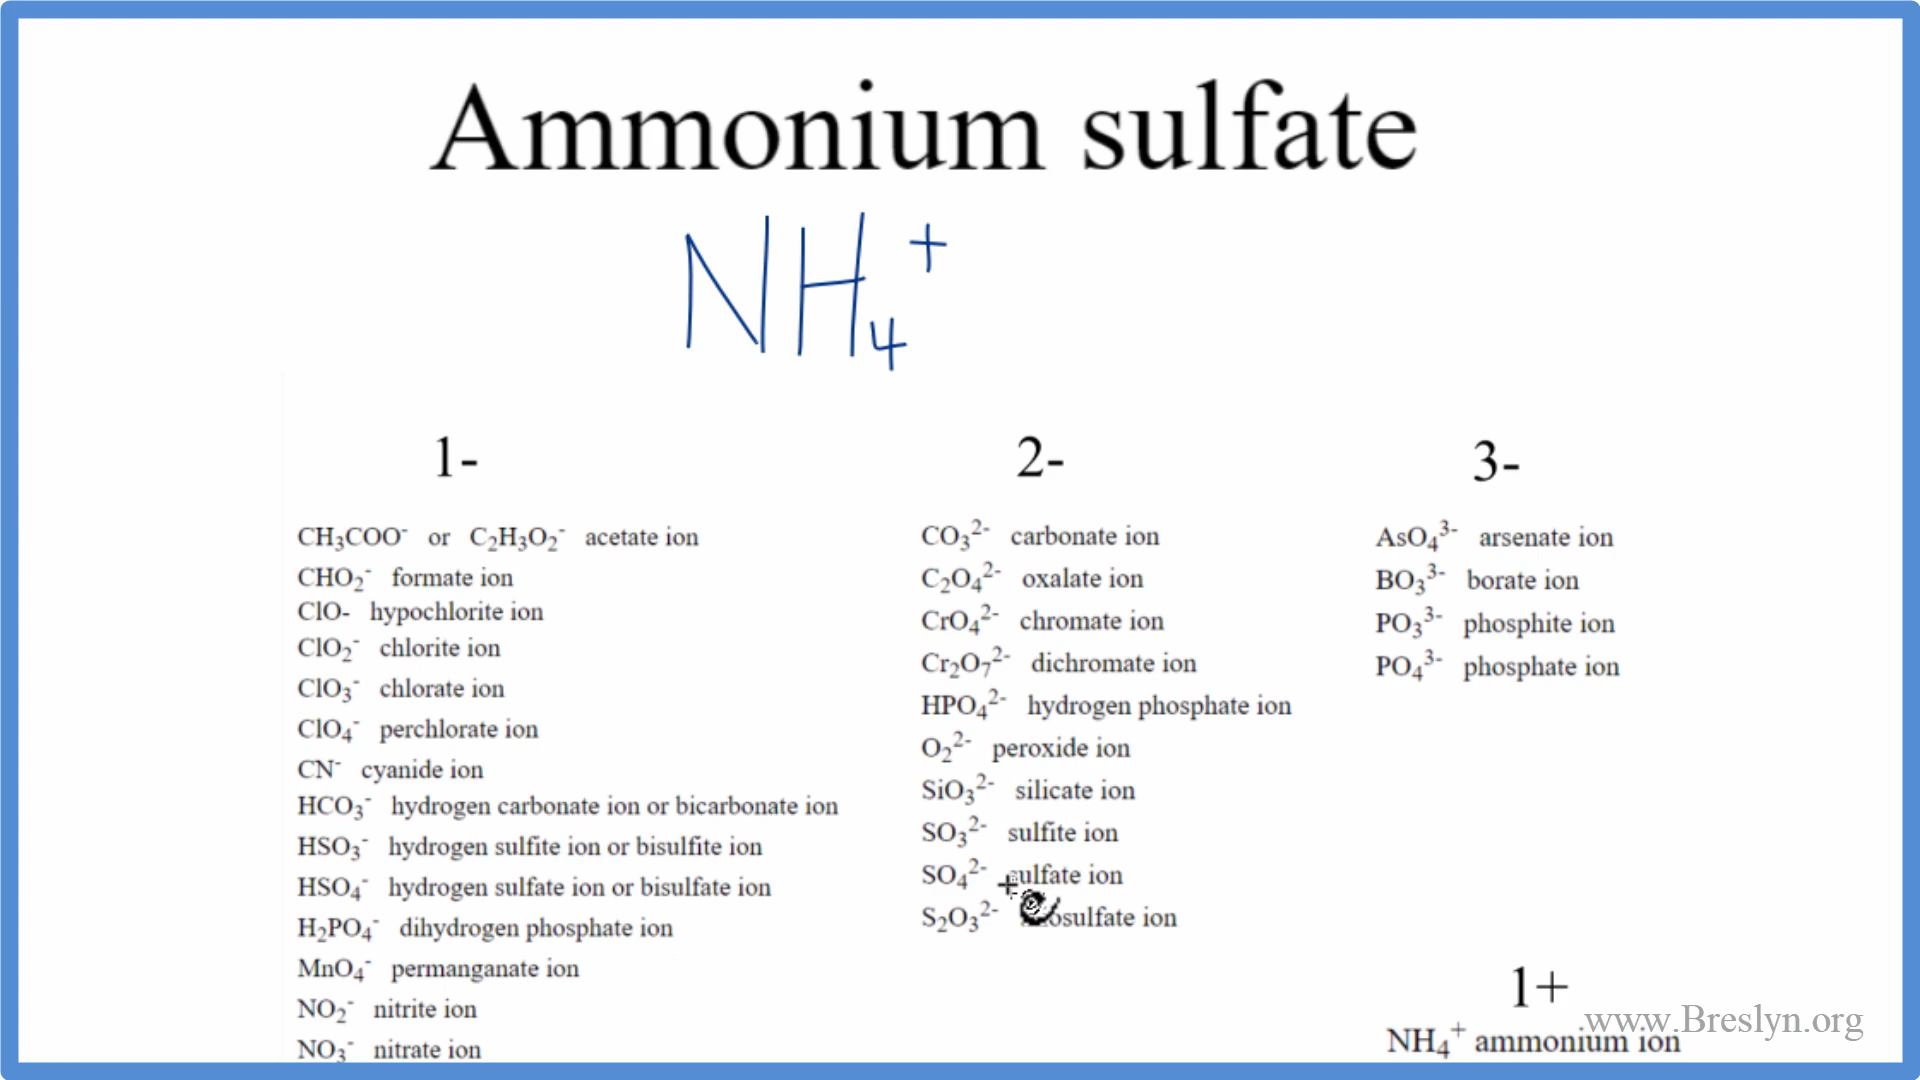 Ammonium sulfate
NH₄⁺
1-
CH₃COO⁻ or C₂H₃O₂⁻ acetate ion
CHO₂⁻ formate ion
ClO- hypochlorite ion
ClO₂⁻ chlorite ion
ClO₃⁻ chlorate ion
ClO₄⁻ perchlorate ion
CN⁻ cyanide ion
HCO₃⁻ hydrogen carbonate ion or bicarbonate ion
HSO₃⁻ hydrogen sulfite ion or bisulfite ion
HSO₄⁻ hydrogen sulfate ion or bisulfate ion
H₂PO₄⁻ dihydrogen phosphate ion
MnO₄⁻ permanganate ion
NO₂⁻ nitrite ion
NO₃⁻ nitrate ion
2-
CO₃²⁻ carbonate ion
C₂O₄²⁻ oxalate ion
CrO₄²⁻ chromate ion
Cr₂O₇²⁻ dichromate ion
HPO₄²⁻ hydrogen phosphate ion
O₂²⁻ peroxide ion
SiO₃²⁻ silicate ion
SO₃²⁻ sulfite ion
SO₄²⁻ sulfate ion
S₂O₃²⁻ ion
3-
AsO₄³⁻ arsenate ion
BO₃³⁻ borate ion
PO₃³⁻ phosphite ion
PO₄³⁻ phosphate ion
1+
www.Breslyn.org
NH₄⁺ ammonium ion